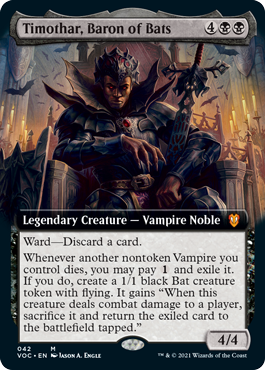 Timothar, Baron of Bats 4
Legendary Creature — Vampire Noble
Ward—Discard a card.
Whenever another nontoken Vampire you
control dies, you may pay 1 and exile it.
If you do, create a 1/1 black Bat creature
token with flying. It gains “When this
creature deals combat damage to a player,
sacrifice it and return the exiled card to
the battlefield tapped.”
4/4
042 M
VOC • EN Jason A. Engle
™ & © 2021 Wizards of the Coast